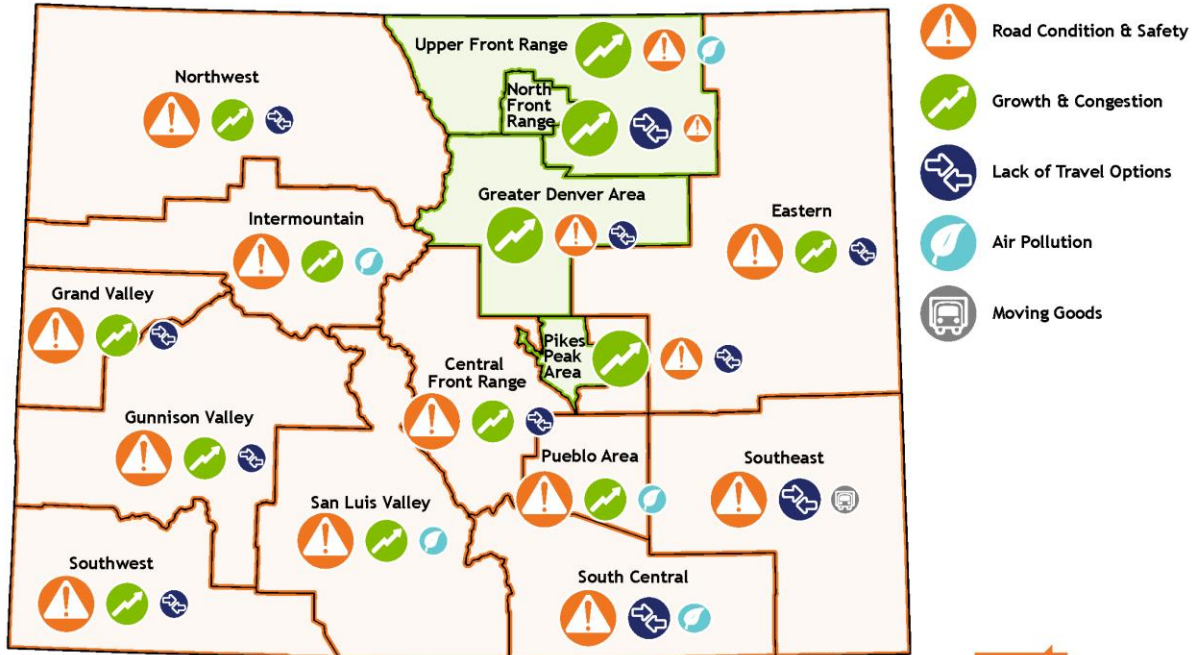 Upper Front Range
Northwest
North
Front
Range
Greater Denver Area
Intermountain
Eastern
Grand Valley
Pikes
Peak
Area
Central
Front Range
Gunnison Valley
Pueblo Area
Southeast
San Luis Valley
Southwest
South Central
Road Condition & Safety
Growth & Congestion
Lack of Travel Options
Air Pollution
Moving Goods